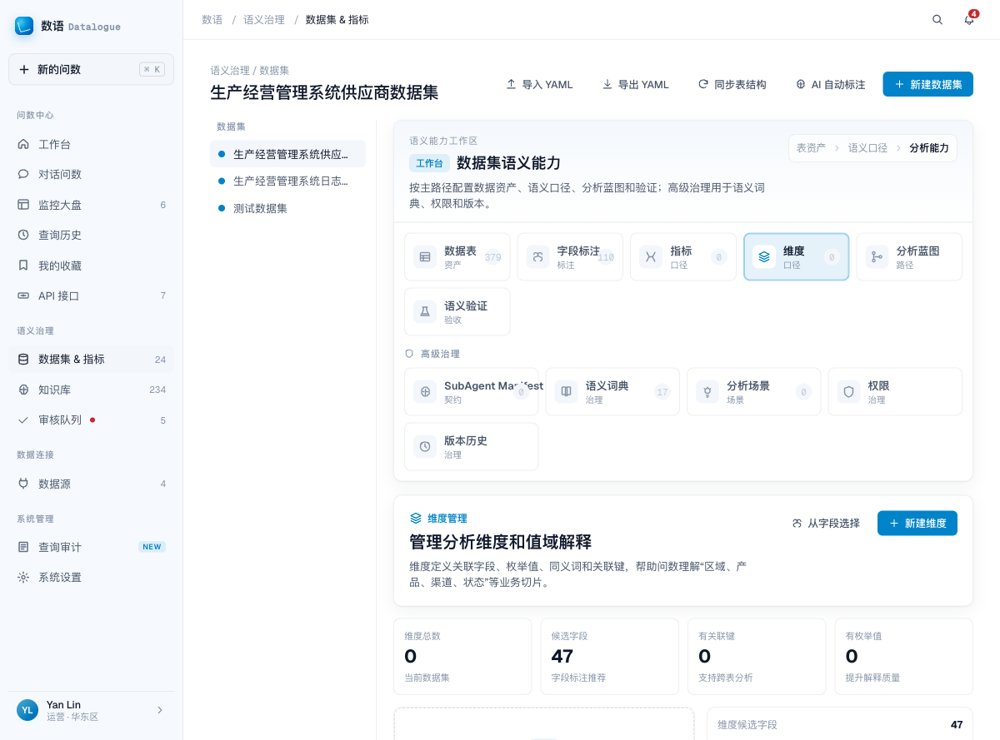 数语 Datalogue
新的问数 ⌘ K
问数中心
工作台
对话问数
监控大盘 6
查询历史
我的收藏
API 接口 7
语义治理
数据集 & 指标 24
知识库 234
审核队列 5
数据连接
数据源 4
系统管理
查询审计 NEW
系统设置
YL
Yan Lin
运营 · 华东区
数语 / 语义治理 / 数据集 & 指标
4
语义治理 / 数据集
生产经营管理系统供应商数据集
导入 YAML
导出 YAML
同步表结构
AI 自动标注
新建数据集
数据集
生产经营管理系统供应...
生产经营管理系统日志...
测试数据集
语义能力工作区
工作台 数据集语义能力
按主路径配置数据资产、语义口径、分析蓝图和验证；高级治理用于语义词
典、权限和版本。
表资产 > 语义口径 > 分析能力
数据表
资产
379
字段标注
标注
110
指标
口径
0
维度
口径
0
分析蓝图
路径
语义验证
验收
高级治理
SubAgent Manifest
契约
0
语义词典
治理
17
分析场景
场景
0
权限
治理
版本历史
治理
维度管理
管理分析维度和值域解释
维度定义关联字段、枚举值、同义词和关联键，帮助问数理解“区域、产
品、渠道、状态”等业务切片。
从字段选择
新建维度
维度总数
0
当前数据集
候选字段
47
字段标注推荐
有关联键
0
支持跨表分析
有枚举值
0
提升解释质量
维度候选字段 47